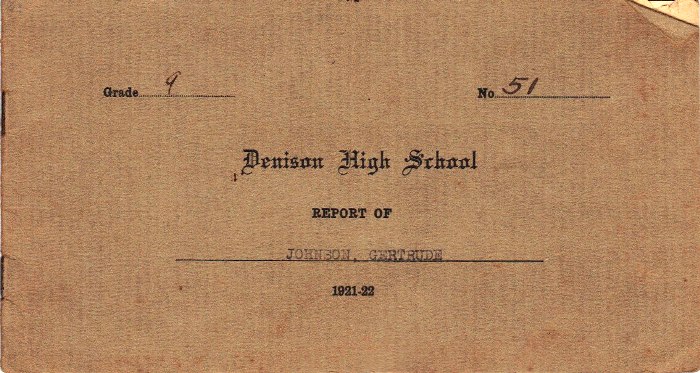 Grade 9 No 51
Denison High School
REPORT OF
JOHNSON, GERTRUDE
1921-22